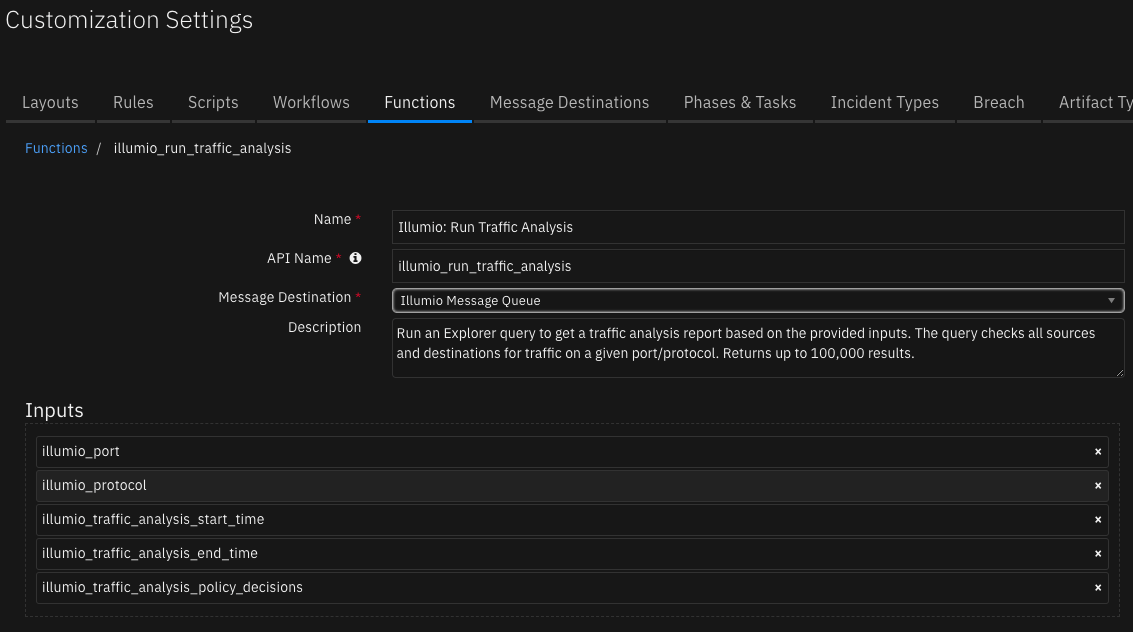 Customization Settings
Layouts Rules Scripts Workflows Functions Message Destinations Phases & Tasks Incident Types Breach Artifact Ty
Functions / illumio_run_traffic_analysis
Name * Illumio: Run Traffic Analysis
API Name * illumio_run_traffic_analysis
Message Destination * Illumio Message Queue
Description Run an Explorer query to get a traffic analysis report based on the provided inputs. The query checks all sources
and destinations for traffic on a given port/protocol. Returns up to 100,000 results.
Inputs
illumio_port ×
illumio_protocol ×
illumio_traffic_analysis_start_time ×
illumio_traffic_analysis_end_time ×
illumio_traffic_analysis_policy_decisions ×